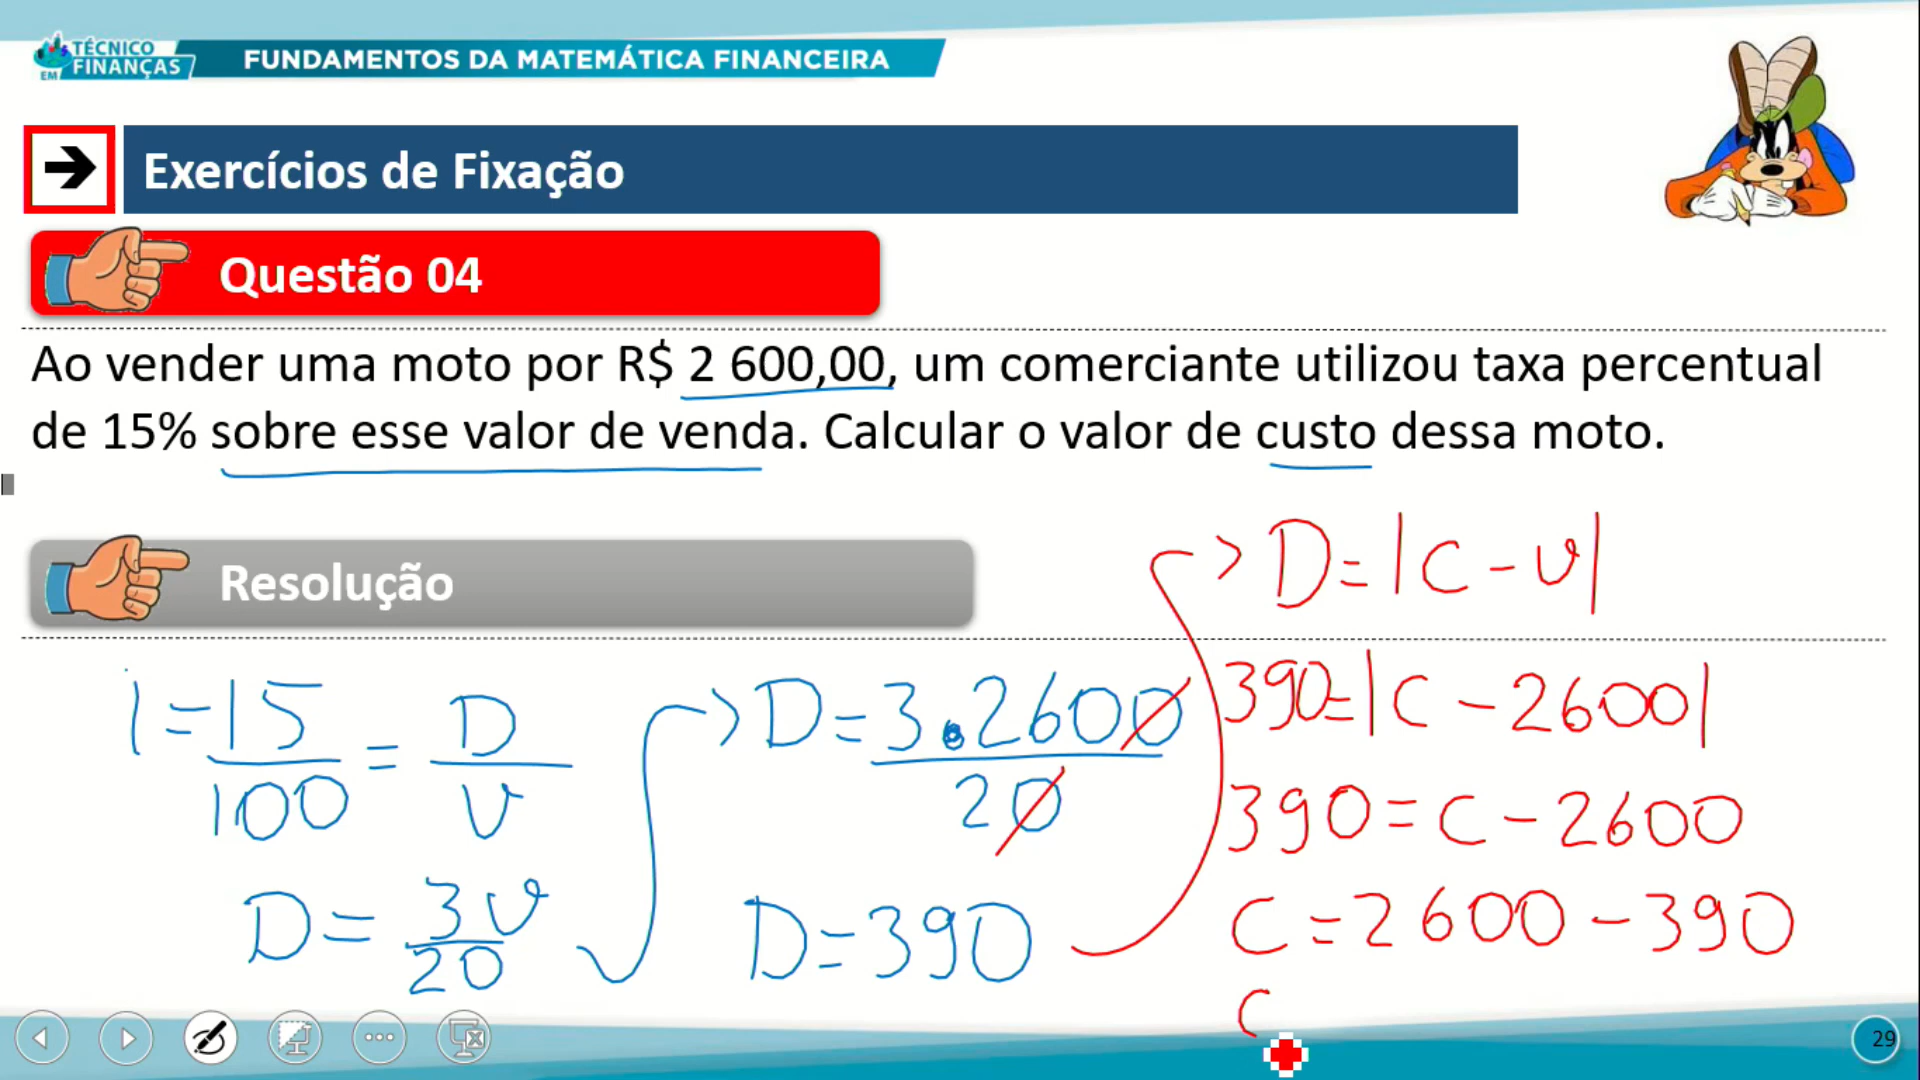 TÉCNICO
EM FINANÇAS
FUNDAMENTOS DA MATEMÁTICA FINANCEIRA
Exercícios de Fixação
Questão 04
Ao vender uma moto por R$ 2 600,00, um comerciante utilizou taxa percentual
de 15% sobre esse valor de venda. Calcular o valor de custo dessa moto.
Resolução
i = 15/100 = D/v
D = 3v/20
D = 3.2600/20
D = 390
D = |C - v|
390 = |C - 2600|
390 = C - 2600
C = 2600 - 390
C
29